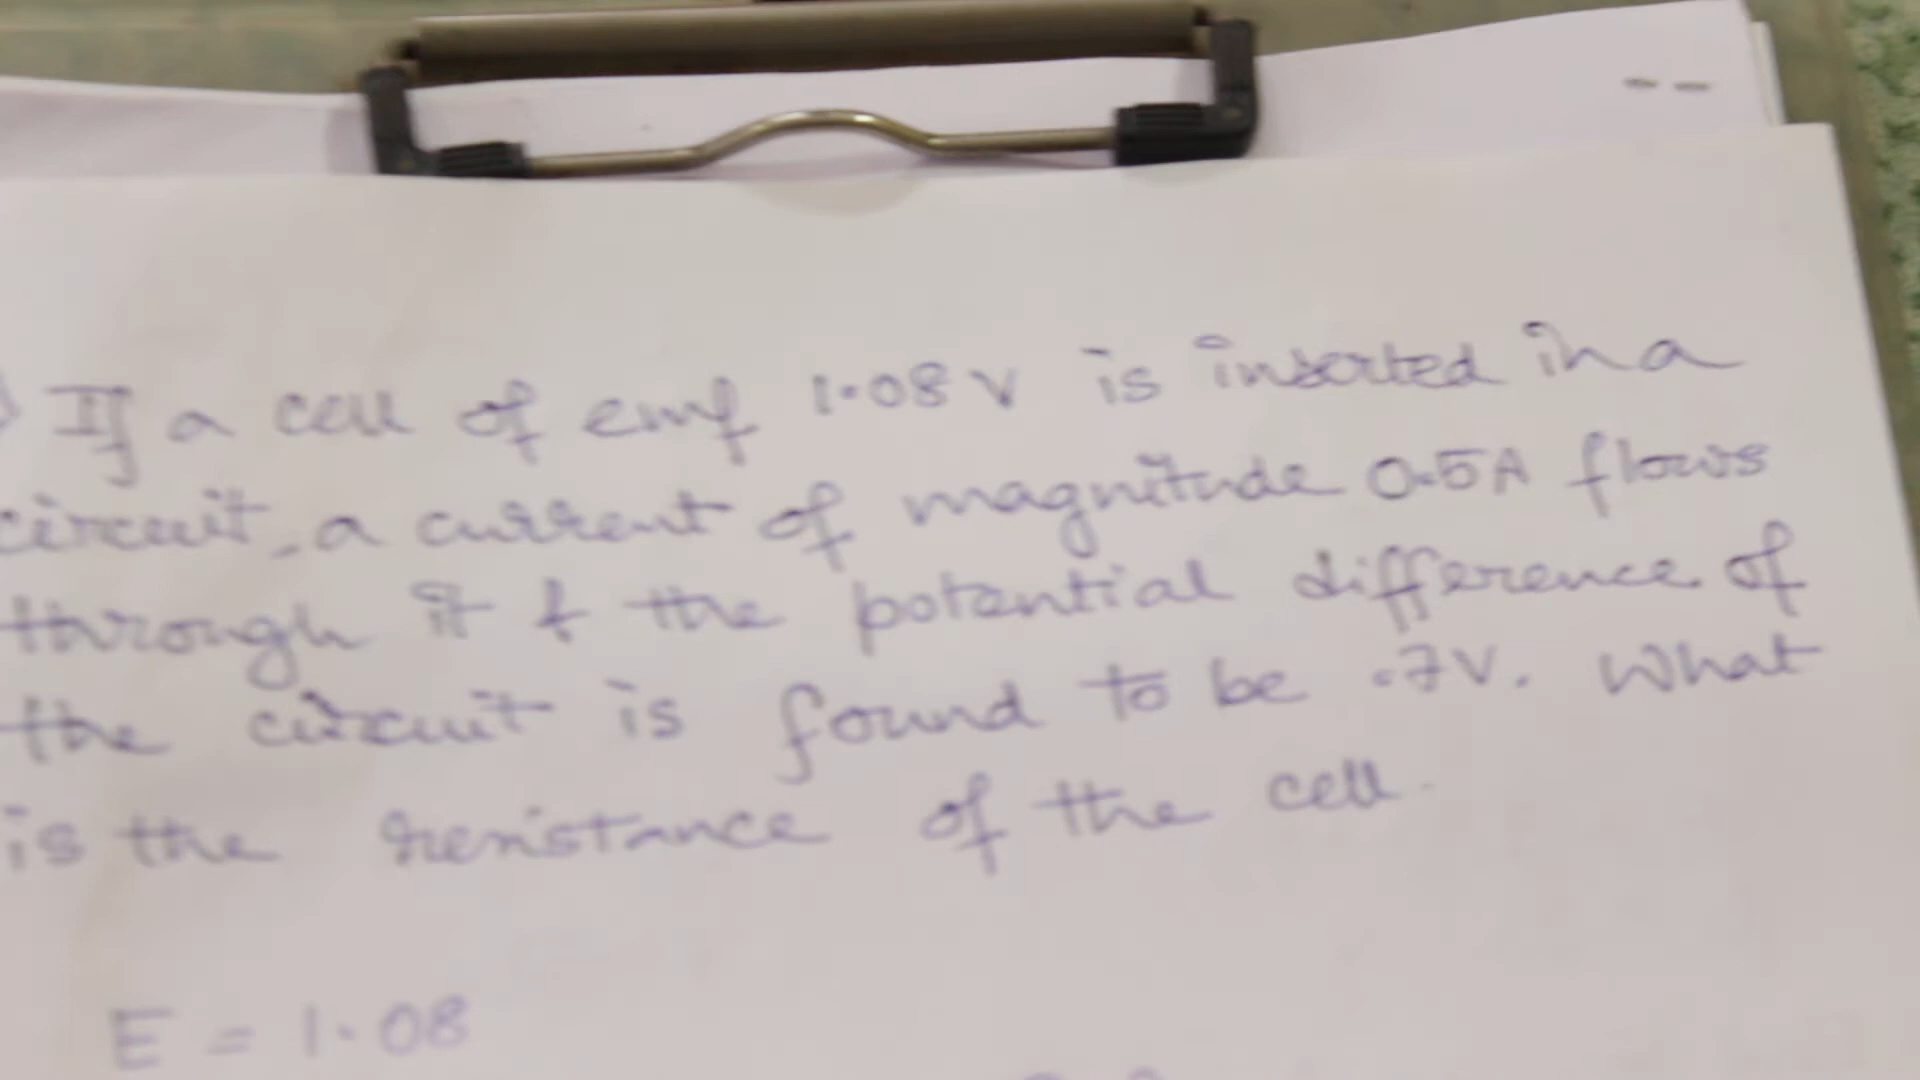 If a cell of emf 1.08 V is inserted in a
circuit, a current of magnitude 0.5A flows
through it & the potential difference of
the circuit is found to be .7V. What
is the resistance of the cell.
E = 1.08